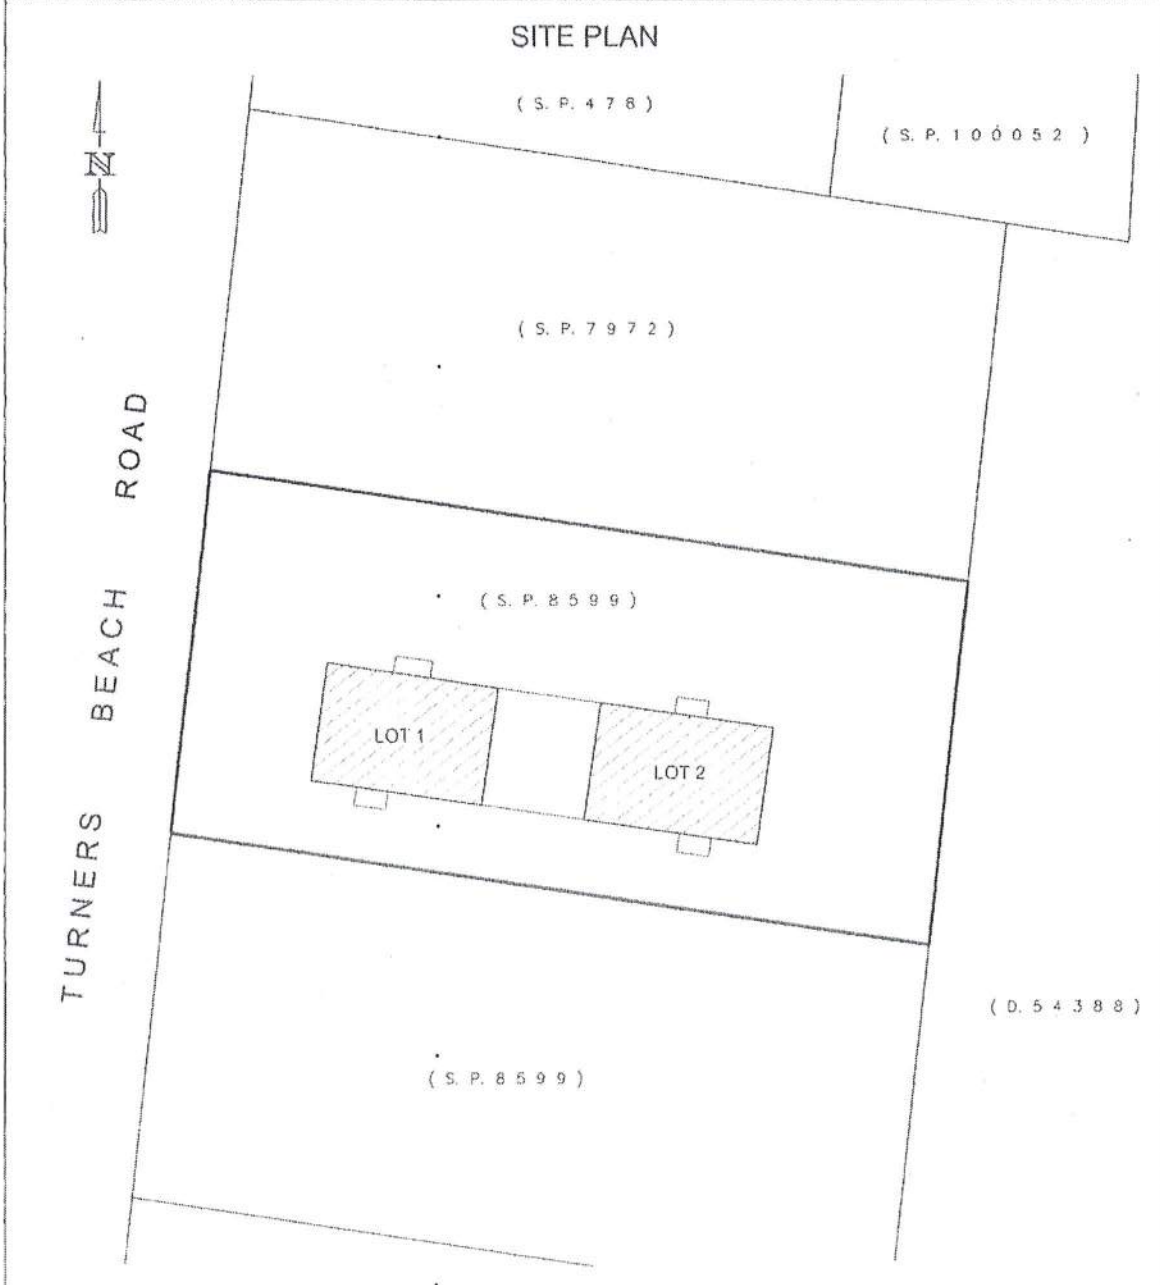 SITE PLAN
( S. P. 4 7 8 )
( S. P. 1 0 0 0 5 2 )
N
( S. P. 7 9 7 2 )
TURNERS BEACH ROAD
( S. P. 8 5 9 9 )
LOT 1
LOT 2
( D. 5 4 3 8 8 )
( S. P. 8 5 9 9 )